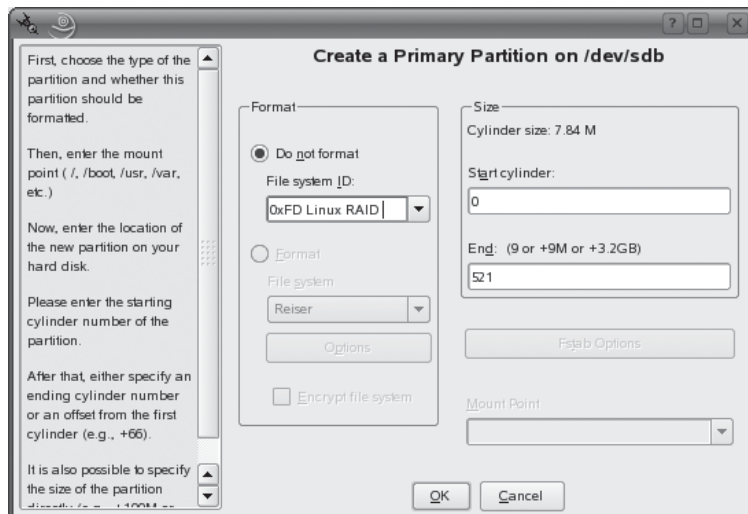 First, choose the type of the
partition and whether this
partition should be
formatted.
Then, enter the mount
point ( /, /boot, /usr, /var,
etc.)
Now, enter the location of
the new partition on your
hard disk.
Please enter the starting
cylinder number of the
partition.
After that, either specify an
ending cylinder number
or an offset from the first
cylinder (e.g., +66).
It is also possible to specify
the size of the partition
Create a Primary Partition on /dev/sdb
Format
Do not format
File system ID:
0xFD Linux RAID
Format
File system
Reiser
Options
Encrypt file system
Size
Cylinder size: 7.84 M
Start cylinder:
0
End: (9 or +9M or +3.2GB)
521
Fstab Options
Mount Point
OK
Cancel